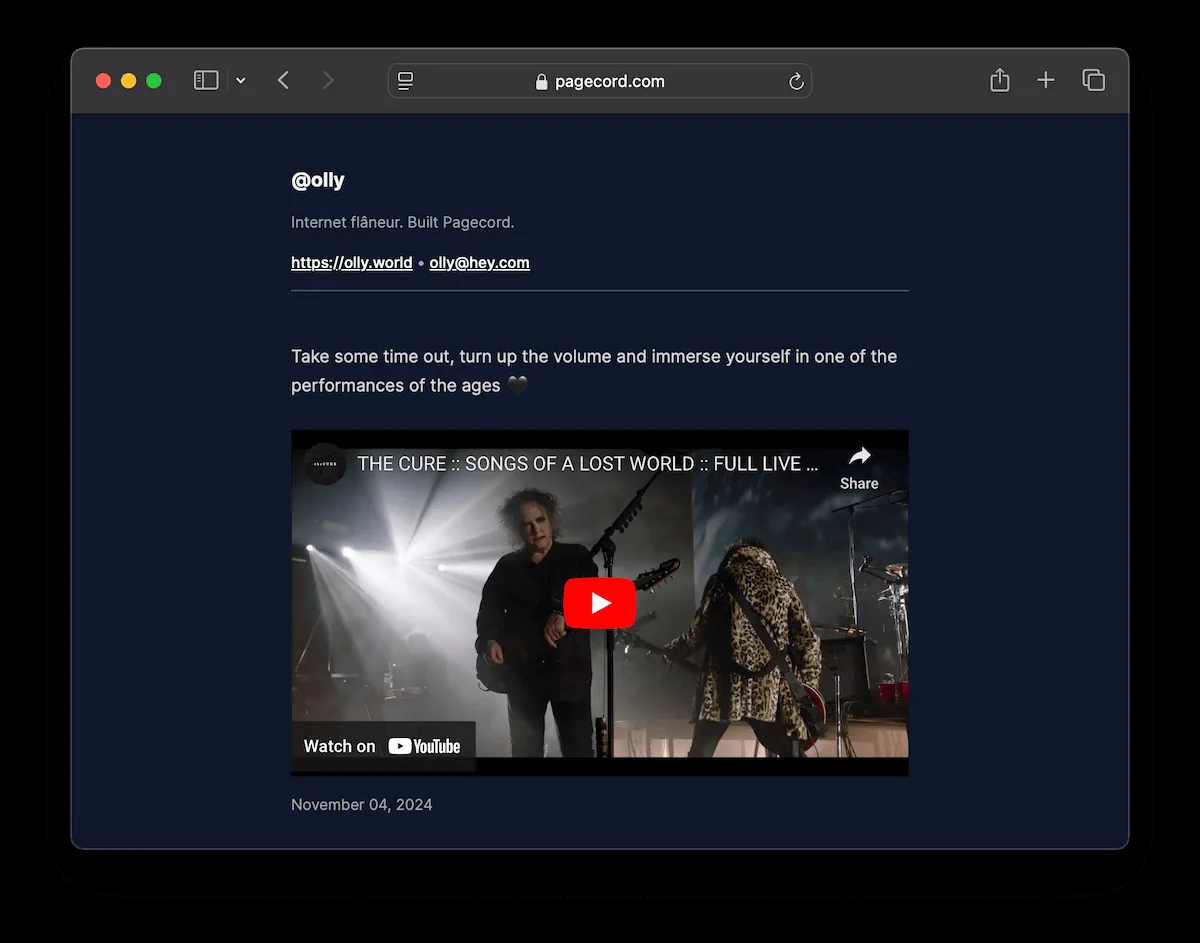 pagecord.com
@olly
Internet flâneur. Built Pagecord.
https://olly.world • olly@hey.com
Take some time out, turn up the volume and immerse yourself in one of the
performances of the ages 🖤
THE CURE :: SONGS OF A LOST WORLD :: FULL LIVE ...
Share
Watch on YouTube
November 04, 2024